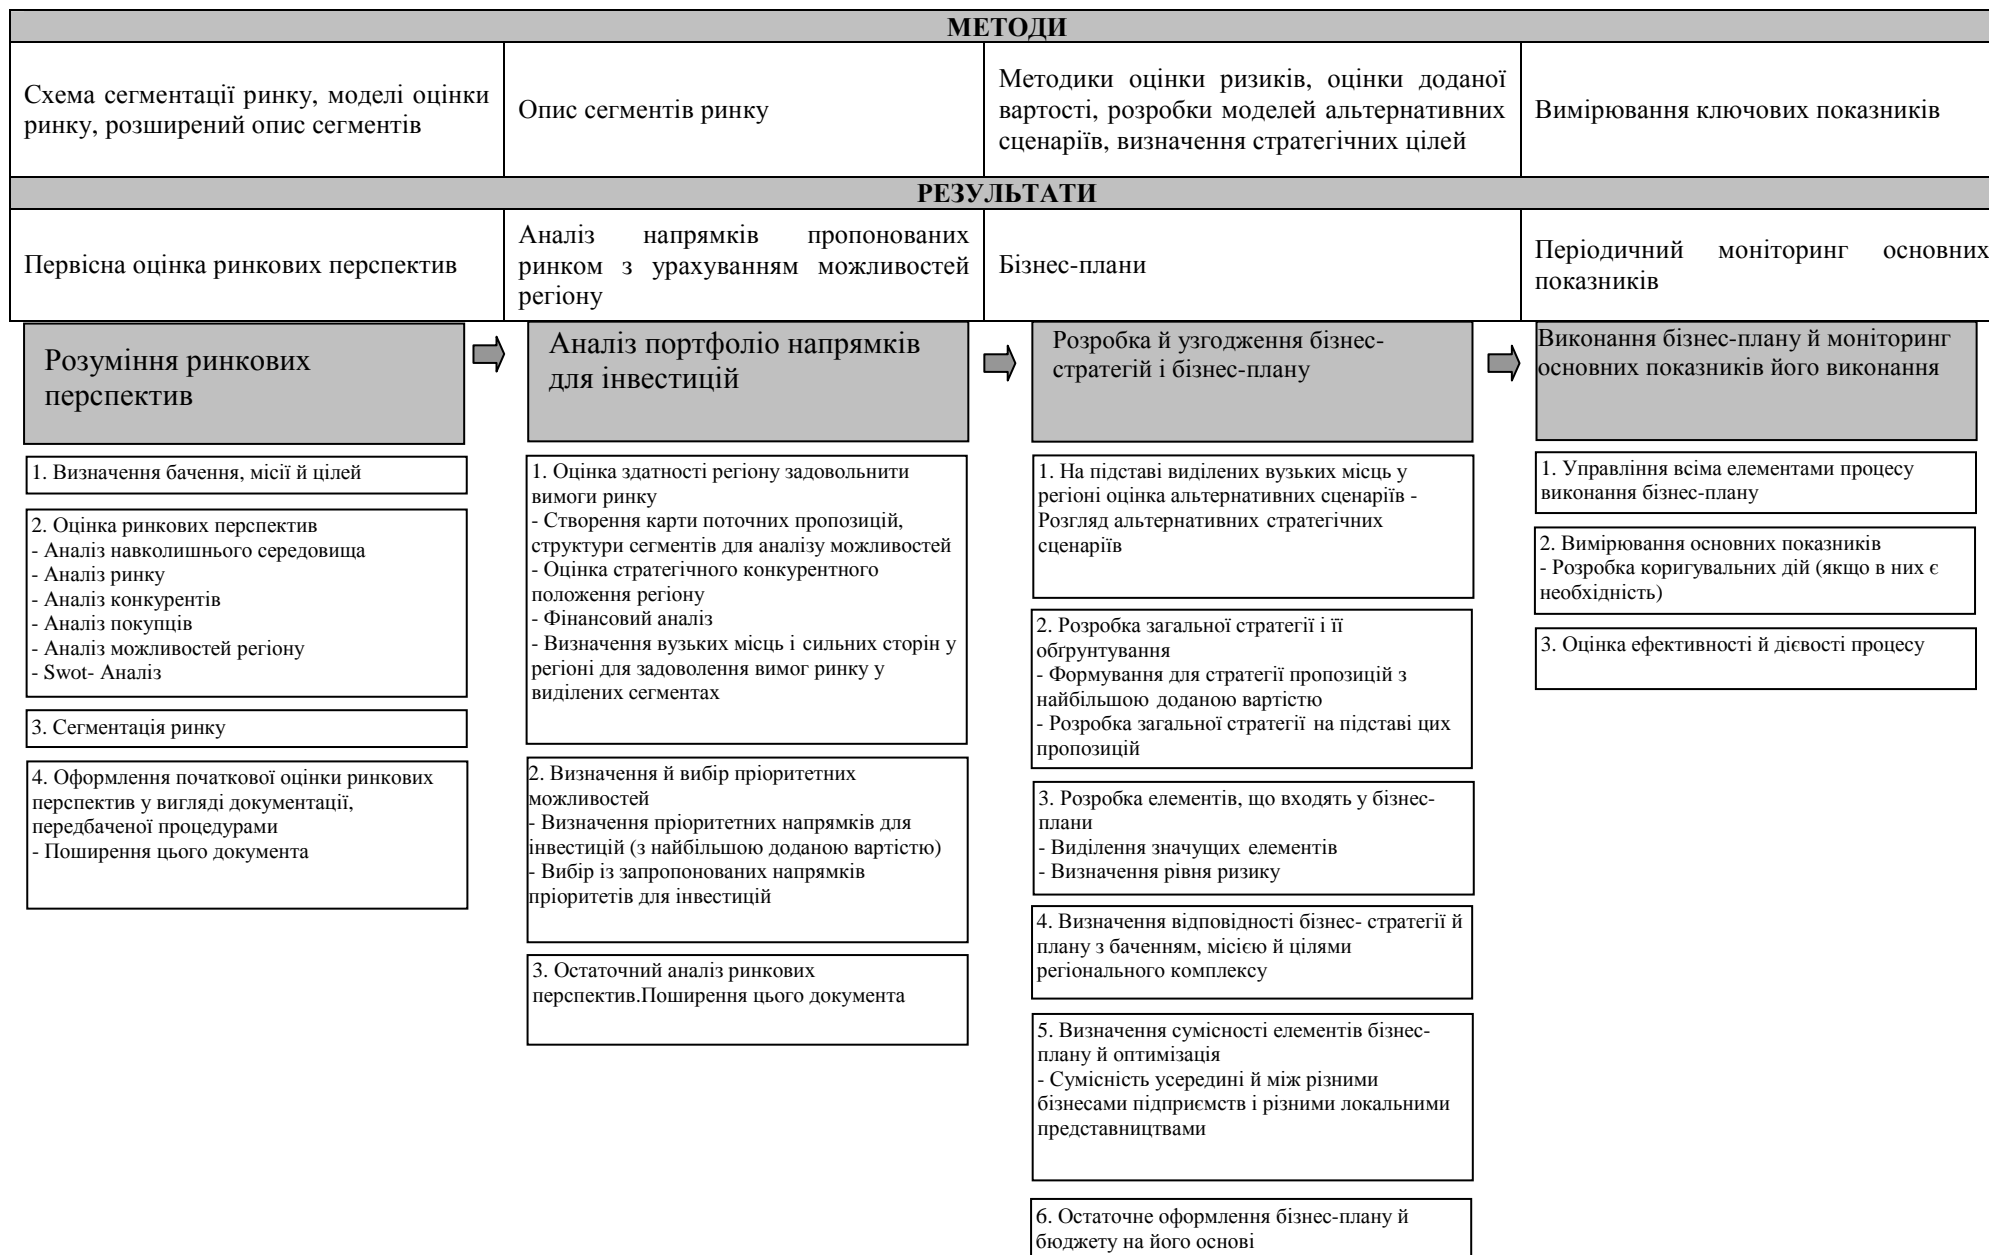 МЕТОДИ
Схема сегментації ринку, моделі оцінки
ринку, розширений опис сегментів
Опис сегментів ринку
Методики оцінки ризиків, оцінки доданої
вартості, розробки моделей альтернативних
сценаріїв, визначення стратегічних цілей
Вимірювання ключових показників
РЕЗУЛЬТАТИ
Первісна оцінка ринкових перспектив
Аналіз напрямків пропонованих
ринком з урахуванням можливостей
регіону
Бізнес-плани
Періодичний моніторинг основних
показників
Розуміння ринкових
перспектив
1. Визначення бачення, місії й цілей
2. Оцінка ринкових перспектив
- Аналіз навколишнього середовища
- Аналіз ринку
- Аналіз конкурентів
- Аналіз покупців
- Аналіз можливостей регіону
- Swot- Аналіз
3. Сегментація ринку
4. Оформлення початкової оцінки ринкових
перспектив у вигляді документації,
передбаченої процедурами
- Поширення цього документа
Аналіз портфоліо напрямків
для інвестицій
1. Оцінка здатності регіону задовольнити
вимоги ринку
- Створення карти поточних пропозицій,
структури сегментів для аналізу можливостей
- Оцінка стратегічного конкурентного
положення регіону
- Фінансовий аналіз
- Визначення вузьких місць і сильних сторін у
регіоні для задоволення вимог ринку у
виділених сегментах
2. Визначення й вибір пріоритетних
можливостей
- Визначення пріоритетних напрямків для
інвестицій (з найбільшою доданою вартістю)
- Вибір із запропонованих напрямків
пріоритетів для інвестицій
3. Остаточний аналіз ринкових
перспектив.Поширення цього документа
Розробка й узгодження бізнес-
стратегій і бізнес-плану
1. На підставі виділених вузьких місць у
регіоні оцінка альтернативних сценаріїв -
Розгляд альтернативних стратегічних
сценаріїв
2. Розробка загальної стратегії і її
обґрунтування
- Формування для стратегії пропозицій з
найбільшою доданою вартістю
- Розробка загальної стратегії на підставі цих
пропозицій
3. Розробка елементів, що входять у бізнес-
плани
- Виділення значущих елементів
- Визначення рівня ризику
4. Визначення відповідності бізнес- стратегії й
плану з баченням, місією й цілями
регіонального комплексу
5. Визначення сумісності елементів бізнес-
плану й оптимізація
- Сумісність усередині й між різними
бізнесами підприємств і різними локальними
представництвами
6. Остаточне оформлення бізнес-плану й
бюджету на його основі
Виконання бізнес-плану й моніторинг
основних показників його виконання
1. Управління всіма елементами процесу
виконання бізнес-плану
2. Вимірювання основних показників
- Розробка коригувальних дій (якщо в них є
необхідність)
3. Оцінка ефективності й дієвості процесу